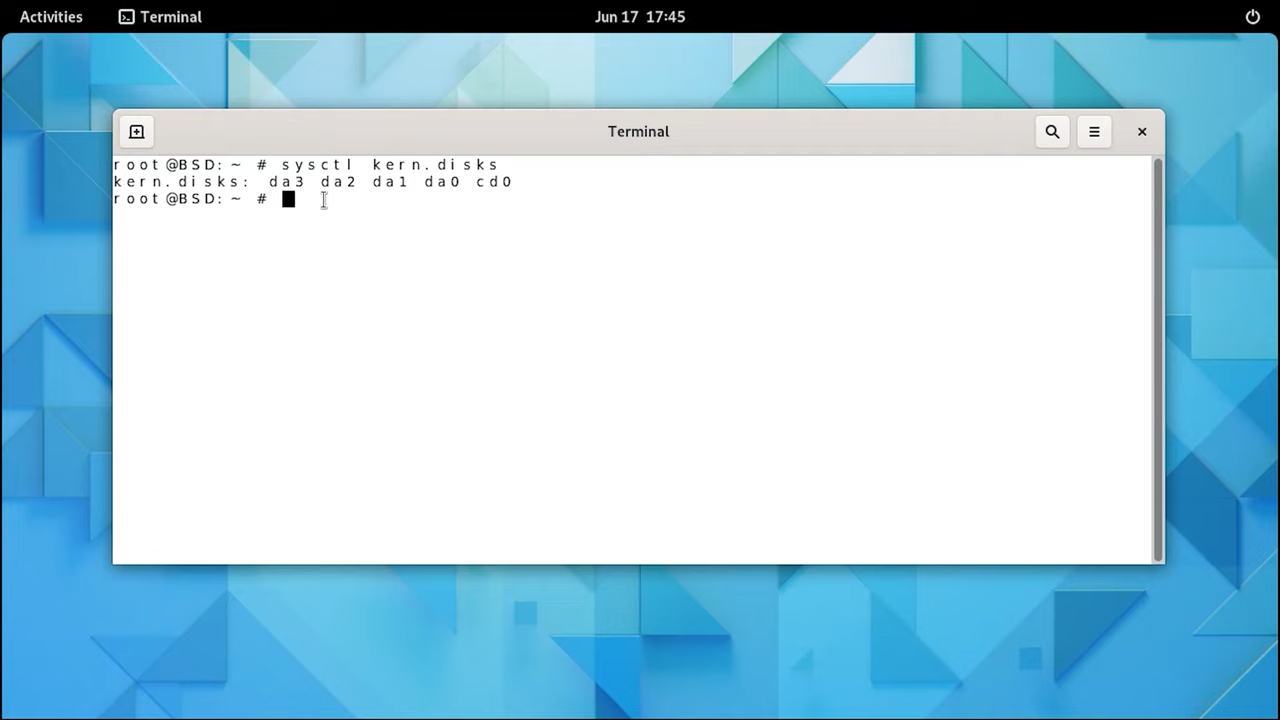 Activities Terminal Jun 17 17:45
Terminal
root@BSD:~ # sysctl kern.disks
kern.disks: da3 da2 da1 da0 cd0
root@BSD:~ #